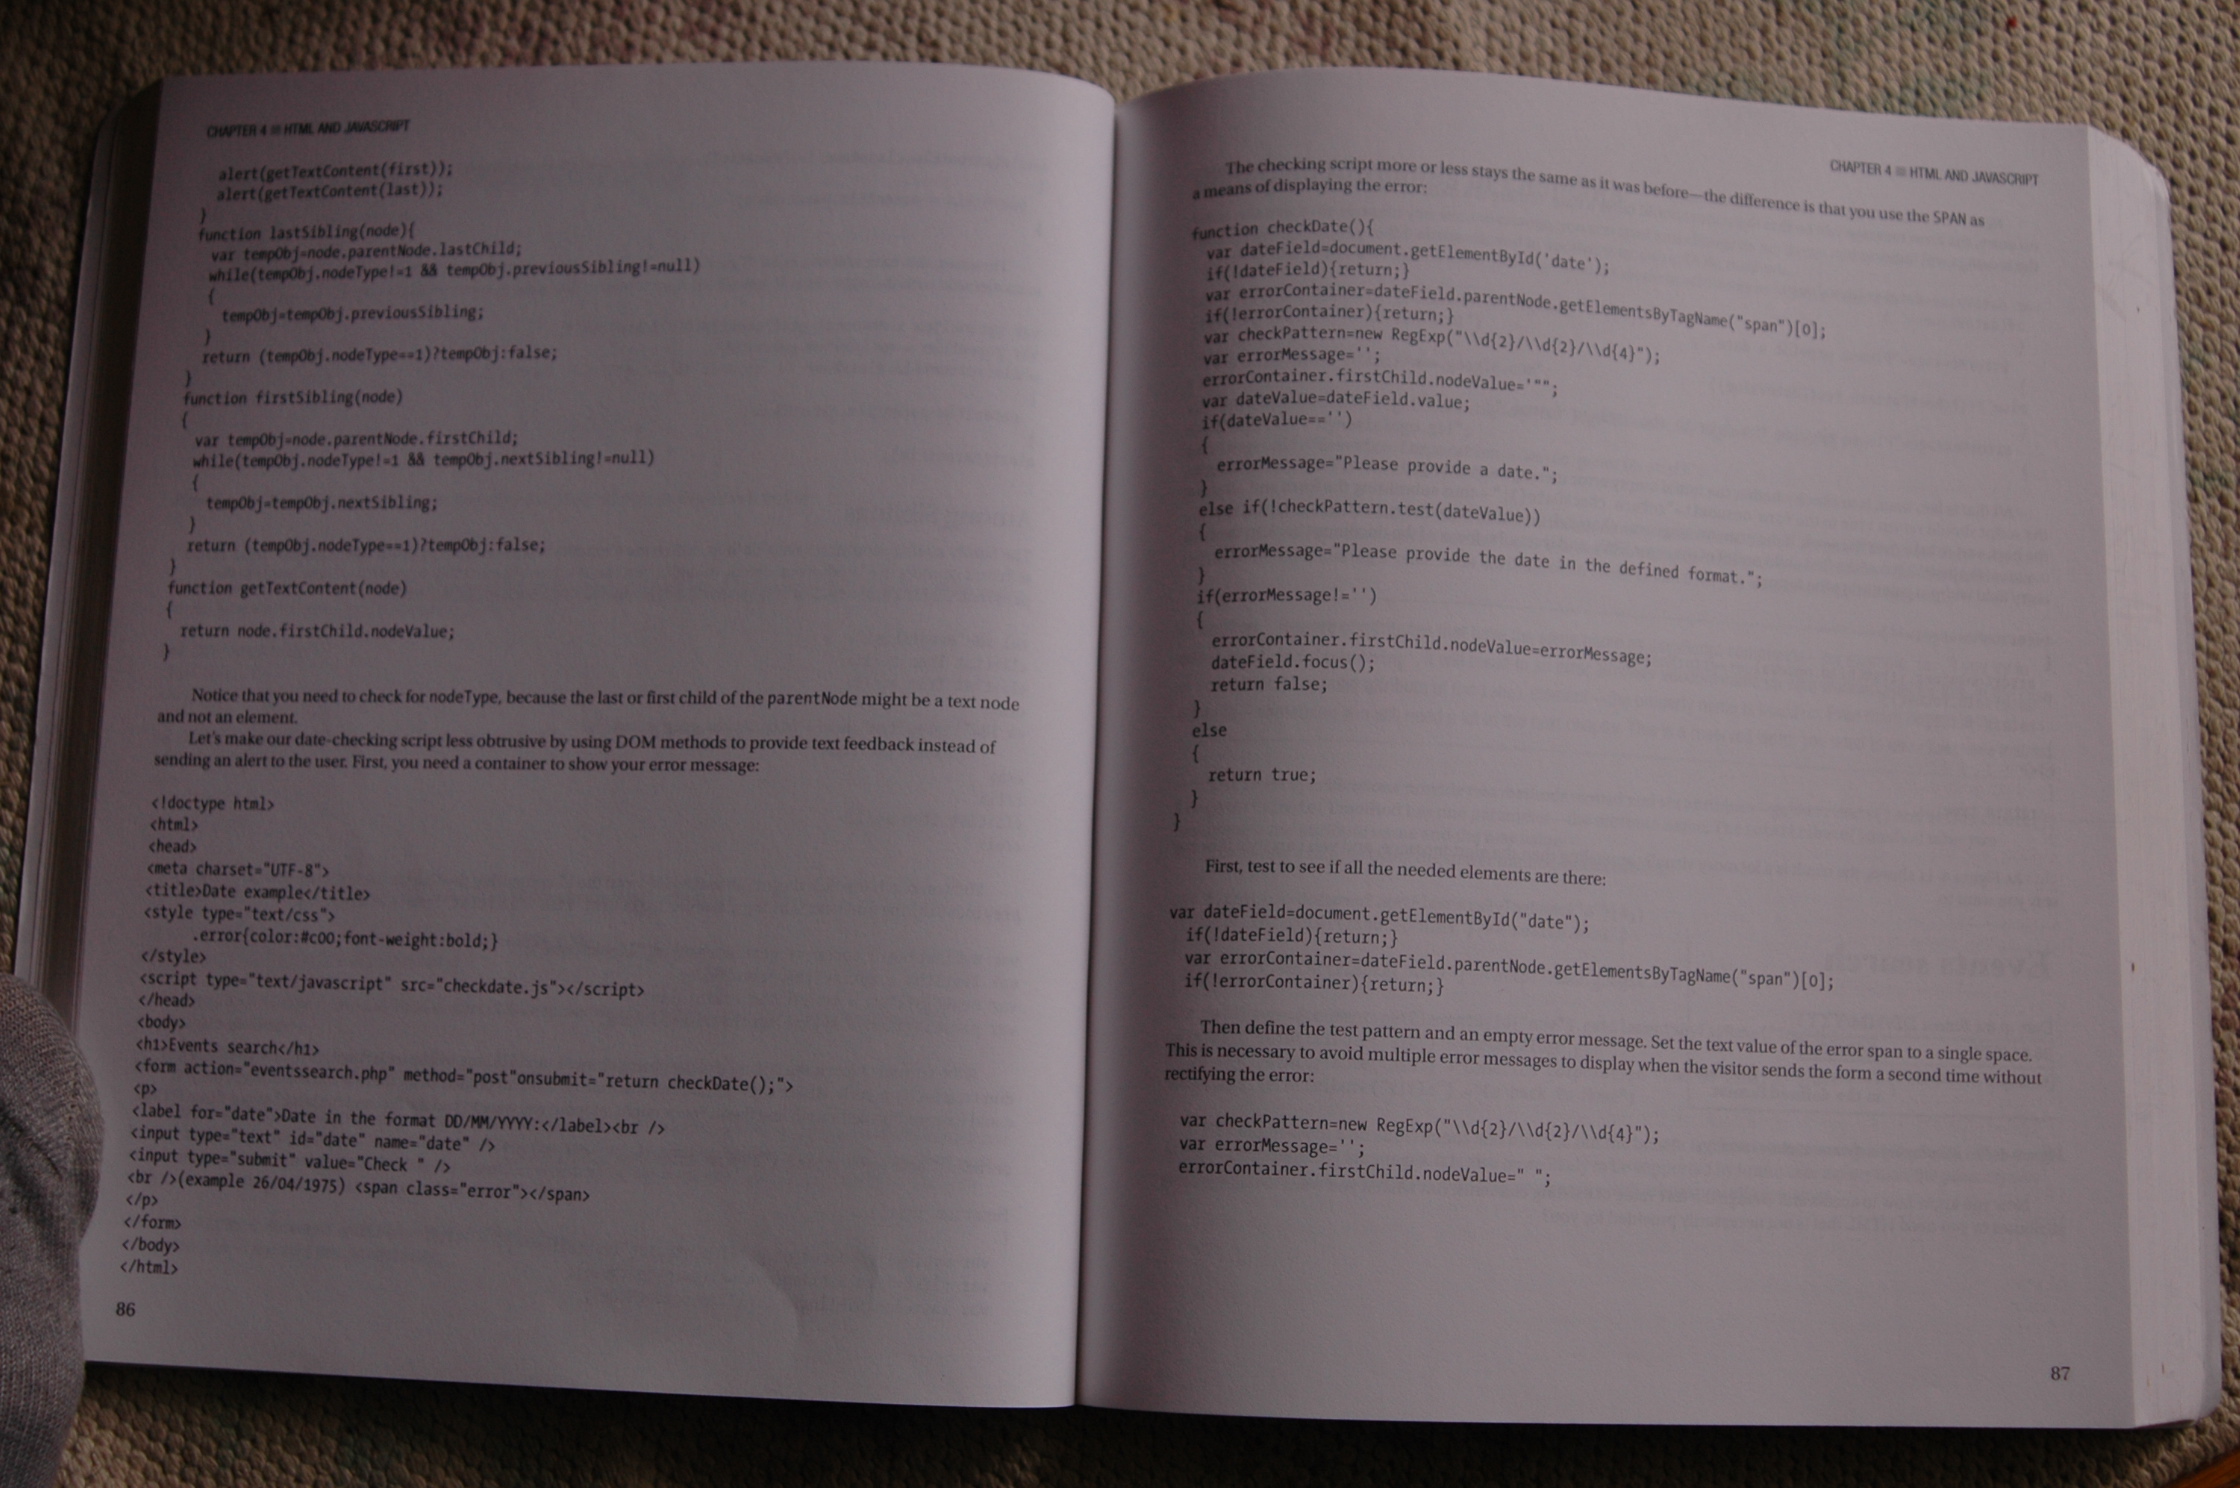 CHAPTER 4 ■ HTML AND JAVASCRIPT
alert(getTextContent(first));
alert(getTextContent(last));
}
function lastSibling(node){
var tempObj=node.parentNode.lastChild;
while(tempObj.nodeType!=1 && tempObj.previousSibling!=null)
{
tempObj=tempObj.previousSibling;
}
return (tempObj.nodeType==1)?tempObj:false;
}
function firstSibling(node)
{
var tempObj=node.parentNode.firstChild;
while(tempObj.nodeType!=1 && tempObj.nextSibling!=null)
{
tempObj=tempObj.nextSibling;
}
return (tempObj.nodeType==1)?tempObj:false;
}
function getTextContent(node)
{
return node.firstChild.nodeValue;
}
Notice that you need to check for nodeType, because the last or first child of the parentNode might be a text node
and not an element.
Let's make our date-checking script less obtrusive by using DOM methods to provide text feedback instead of
sending an alert to the user. First, you need a container to show your error message:
<!doctype html>
<html>
<head>
<meta charset="UTF-8">
<title>Date example</title>
<style type="text/css">
.error{color:#c00;font-weight:bold;}
</style>
<script type="text/javascript" src="checkdate.js"></script>
</head>
<body>
<h1>Events search</h1>
<form action="eventssearch.php" method="post"onsubmit="return checkDate();">
<p>
<label for="date">Date in the format DD/MM/YYYY:</label><br />
<input type="text" id="date" name="date" />
<input type="submit" value="Check " />
<br />(example 26/04/1975) <span class="error"></span>
</p>
</form>
</body>
</html>
86
CHAPTER 4 ■ HTML AND JAVASCRIPT
The checking script more or less stays the same as it was before—the difference is that you use the SPAN as
a means of displaying the error:
function checkDate(){
var dateField=document.getElementById('date');
if(!dateField){return;}
var errorContainer=dateField.parentNode.getElementsByTagName("span")[0];
if(!errorContainer){return;}
var checkPattern=new RegExp("\\d{2}/\\d{2}/\\d{4}");
var errorMessage='';
errorContainer.firstChild.nodeValue='"";
var dateValue=dateField.value;
if(dateValue=='')
{
errorMessage="Please provide a date.";
}
else if(!checkPattern.test(dateValue))
{
errorMessage="Please provide the date in the defined format.";
}
if(errorMessage!='')
{
errorContainer.firstChild.nodeValue=errorMessage;
dateField.focus();
return false;
}
else
{
return true;
}
}
First, test to see if all the needed elements are there:
var dateField=document.getElementById("date");
if(!dateField){return;}
var errorContainer=dateField.parentNode.getElementsByTagName("span")[0];
if(!errorContainer){return;}
Then define the test pattern and an empty error message. Set the text value of the error span to a single space.
This is necessary to avoid multiple error messages to display when the visitor sends the form a second time without
rectifying the error:
var checkPattern=new RegExp("\\d{2}/\\d{2}/\\d{4}");
var errorMessage='';
errorContainer.firstChild.nodeValue=" ";
87